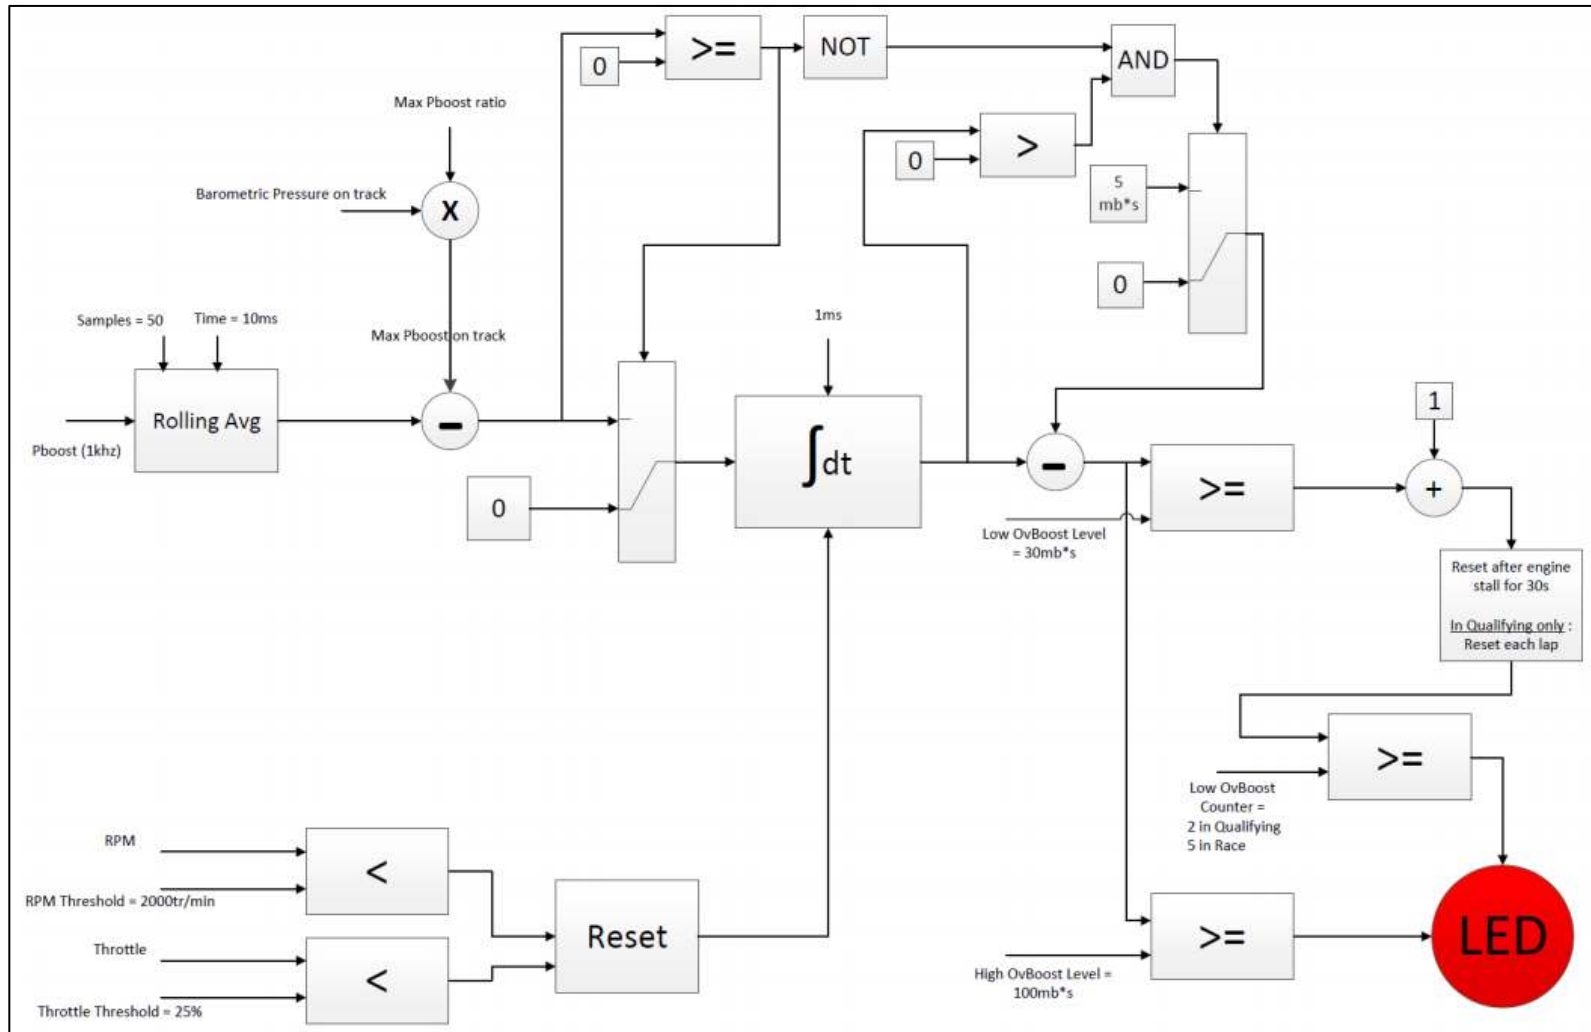 >=
NOT
AND
0
Max Pboost ratio
>
0
5
mb*s
Barometric Pressure on track
X
0
Samples = 50
Time = 10ms
1ms
Max Pboost on track
Rolling Avg
-
Pboost (1khz)
1
∫dt
-
>=
+
0
Low OvBoost Level
= 30mb*s
Reset after engine
stall for 30s
In Qualifying only :
Reset each lap
>=
Low OvBoost
Counter =
2 in Qualifying
5 in Race
RPM
<
RPM Threshold = 2000tr/min
Reset
>=
LED
Throttle
<
High OvBoost Level =
100mb*s
Throttle Threshold = 25%